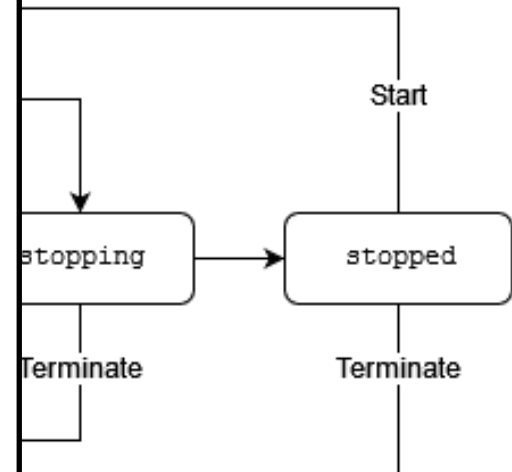 Start
stopping
stopped
Terminate
Terminate